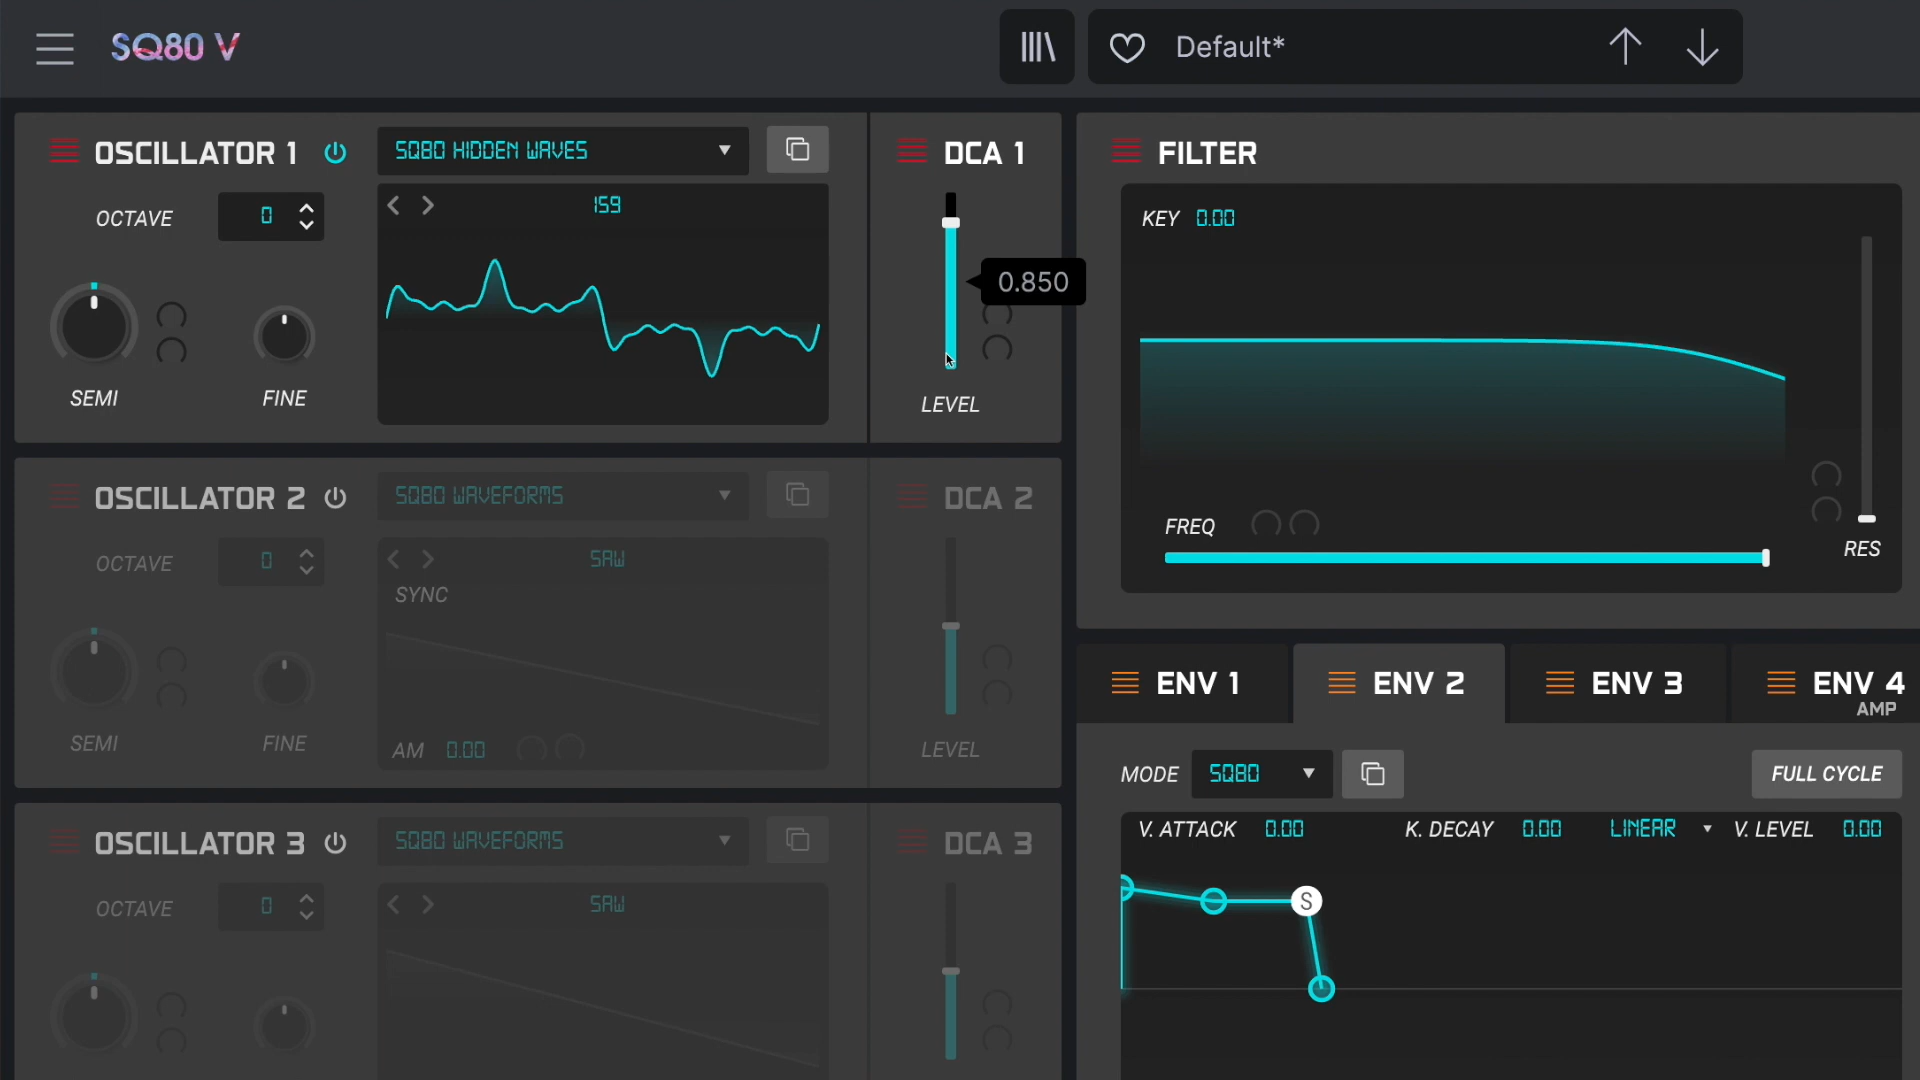 SQ80 V
Default*
OSCILLATOR 1
SQ80 HIDDEN WAVES
DCA 1
FILTER
OCTAVE 0
159
KEY 0.00
0.850
SEMI
FINE
LEVEL
OSCILLATOR 2
SQ80 WAVEFORMS
DCA 2
FREQ
RES
OCTAVE 0
SAW
SYNC
ENV 1
ENV 2
ENV 3
ENV 4
AMP
SEMI
FINE
AM 0.00
LEVEL
MODE SQ80
FULL CYCLE
OSCILLATOR 3
SQ80 WAVEFORMS
DCA 3
V. ATTACK 0.00
K. DECAY 0.00
LINEAR
V. LEVEL 0.00
OCTAVE 0
SAW
S